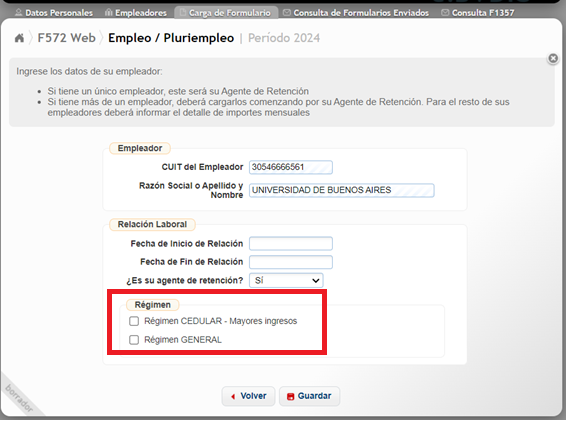 Datos Personales Empleadores Carga de Formulario Consulta de Formularios Enviados Consulta F1357
F572 Web Empleo / Pluriempleo | Período 2024
Ingrese los datos de su empleador:
• Si tiene un único empleador, este será su Agente de Retención
• Si tiene más de un empleador, deberá cargarlos comenzando por su Agente de Retención. Para el resto de sus
empleadores deberá informar el detalle de importes mensuales
Empleador
CUIT del Empleador 30546666561
Razón Social o Apellido y
Nombre UNIVERSIDAD DE BUENOS AIRES
Relación Laboral
Fecha de Inicio de Relación
Fecha de Fin de Relación
¿Es su agente de retención? Sí
Régimen
Régimen CEDULAR - Mayores ingresos
Régimen GENERAL
Volver Guardar
borrador